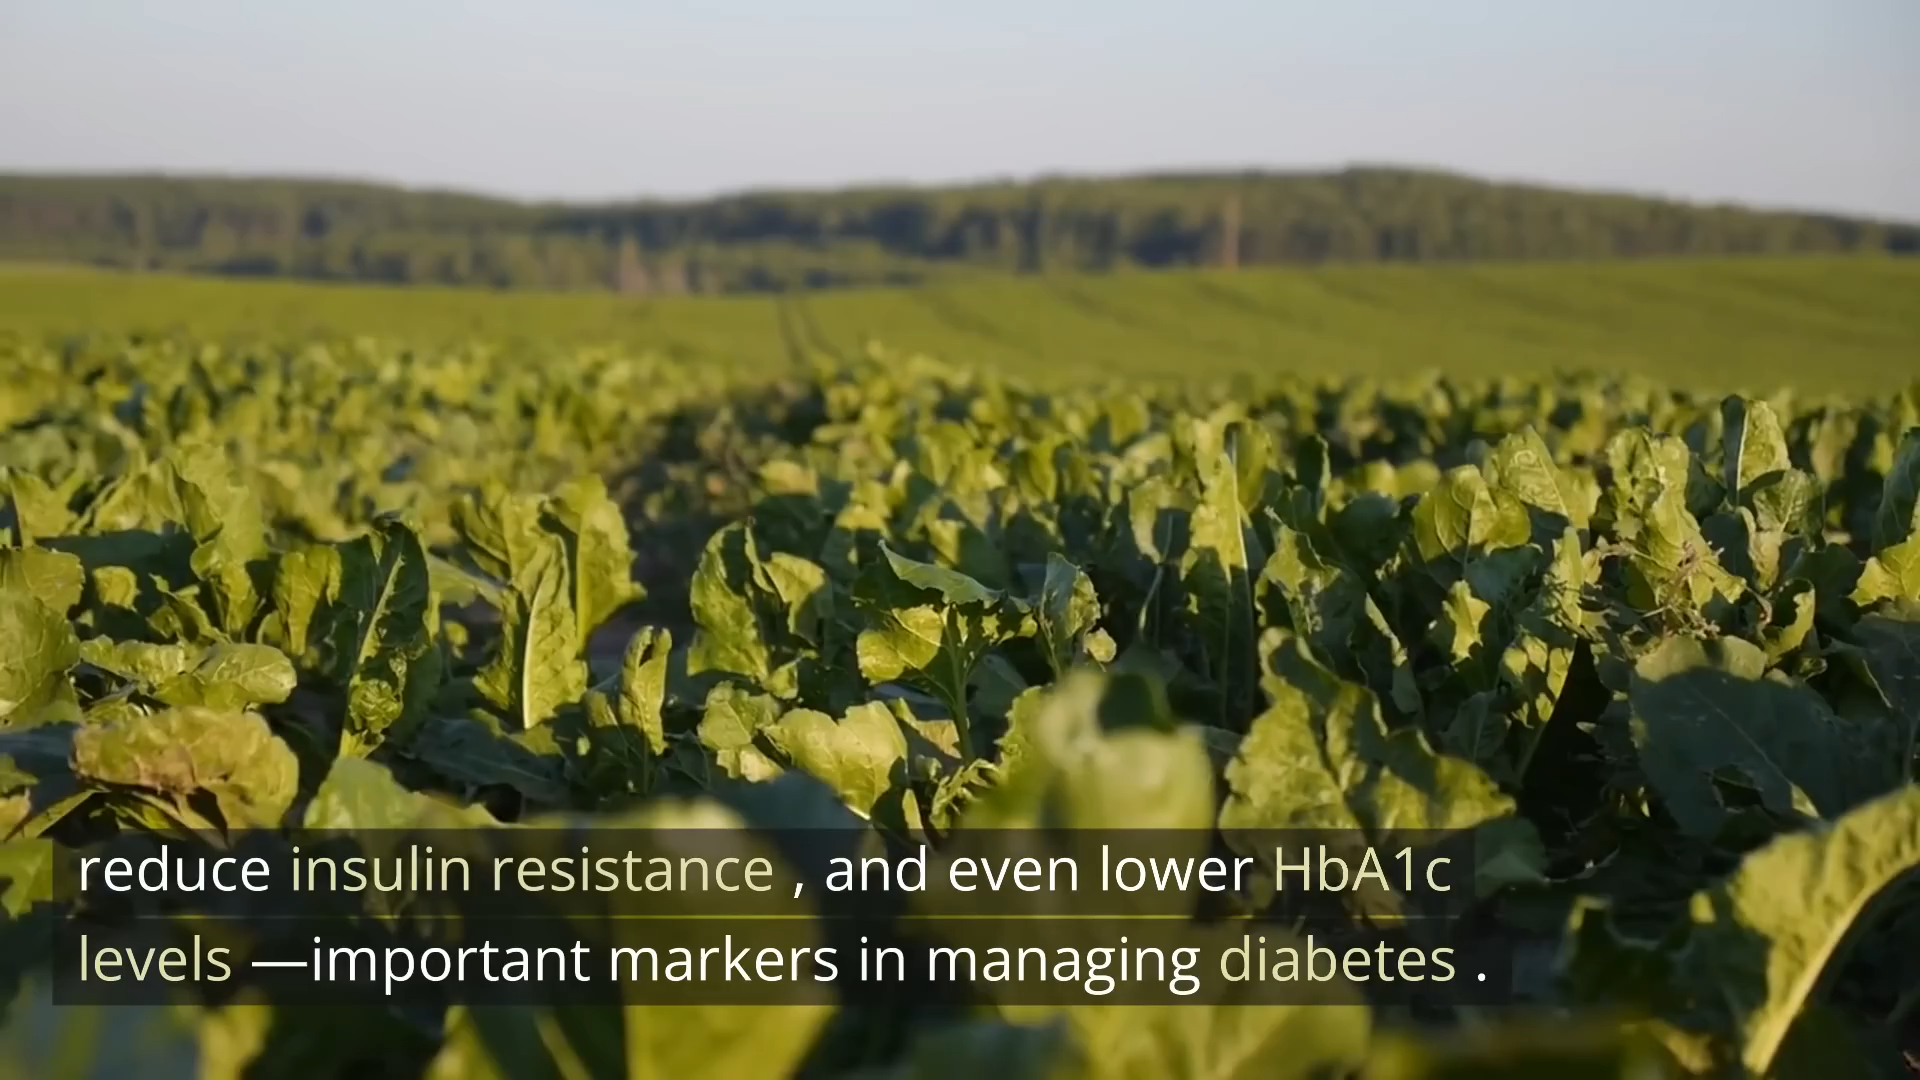 reduce insulin resistance , and even lower HbA1c
levels —important markers in managing diabetes .